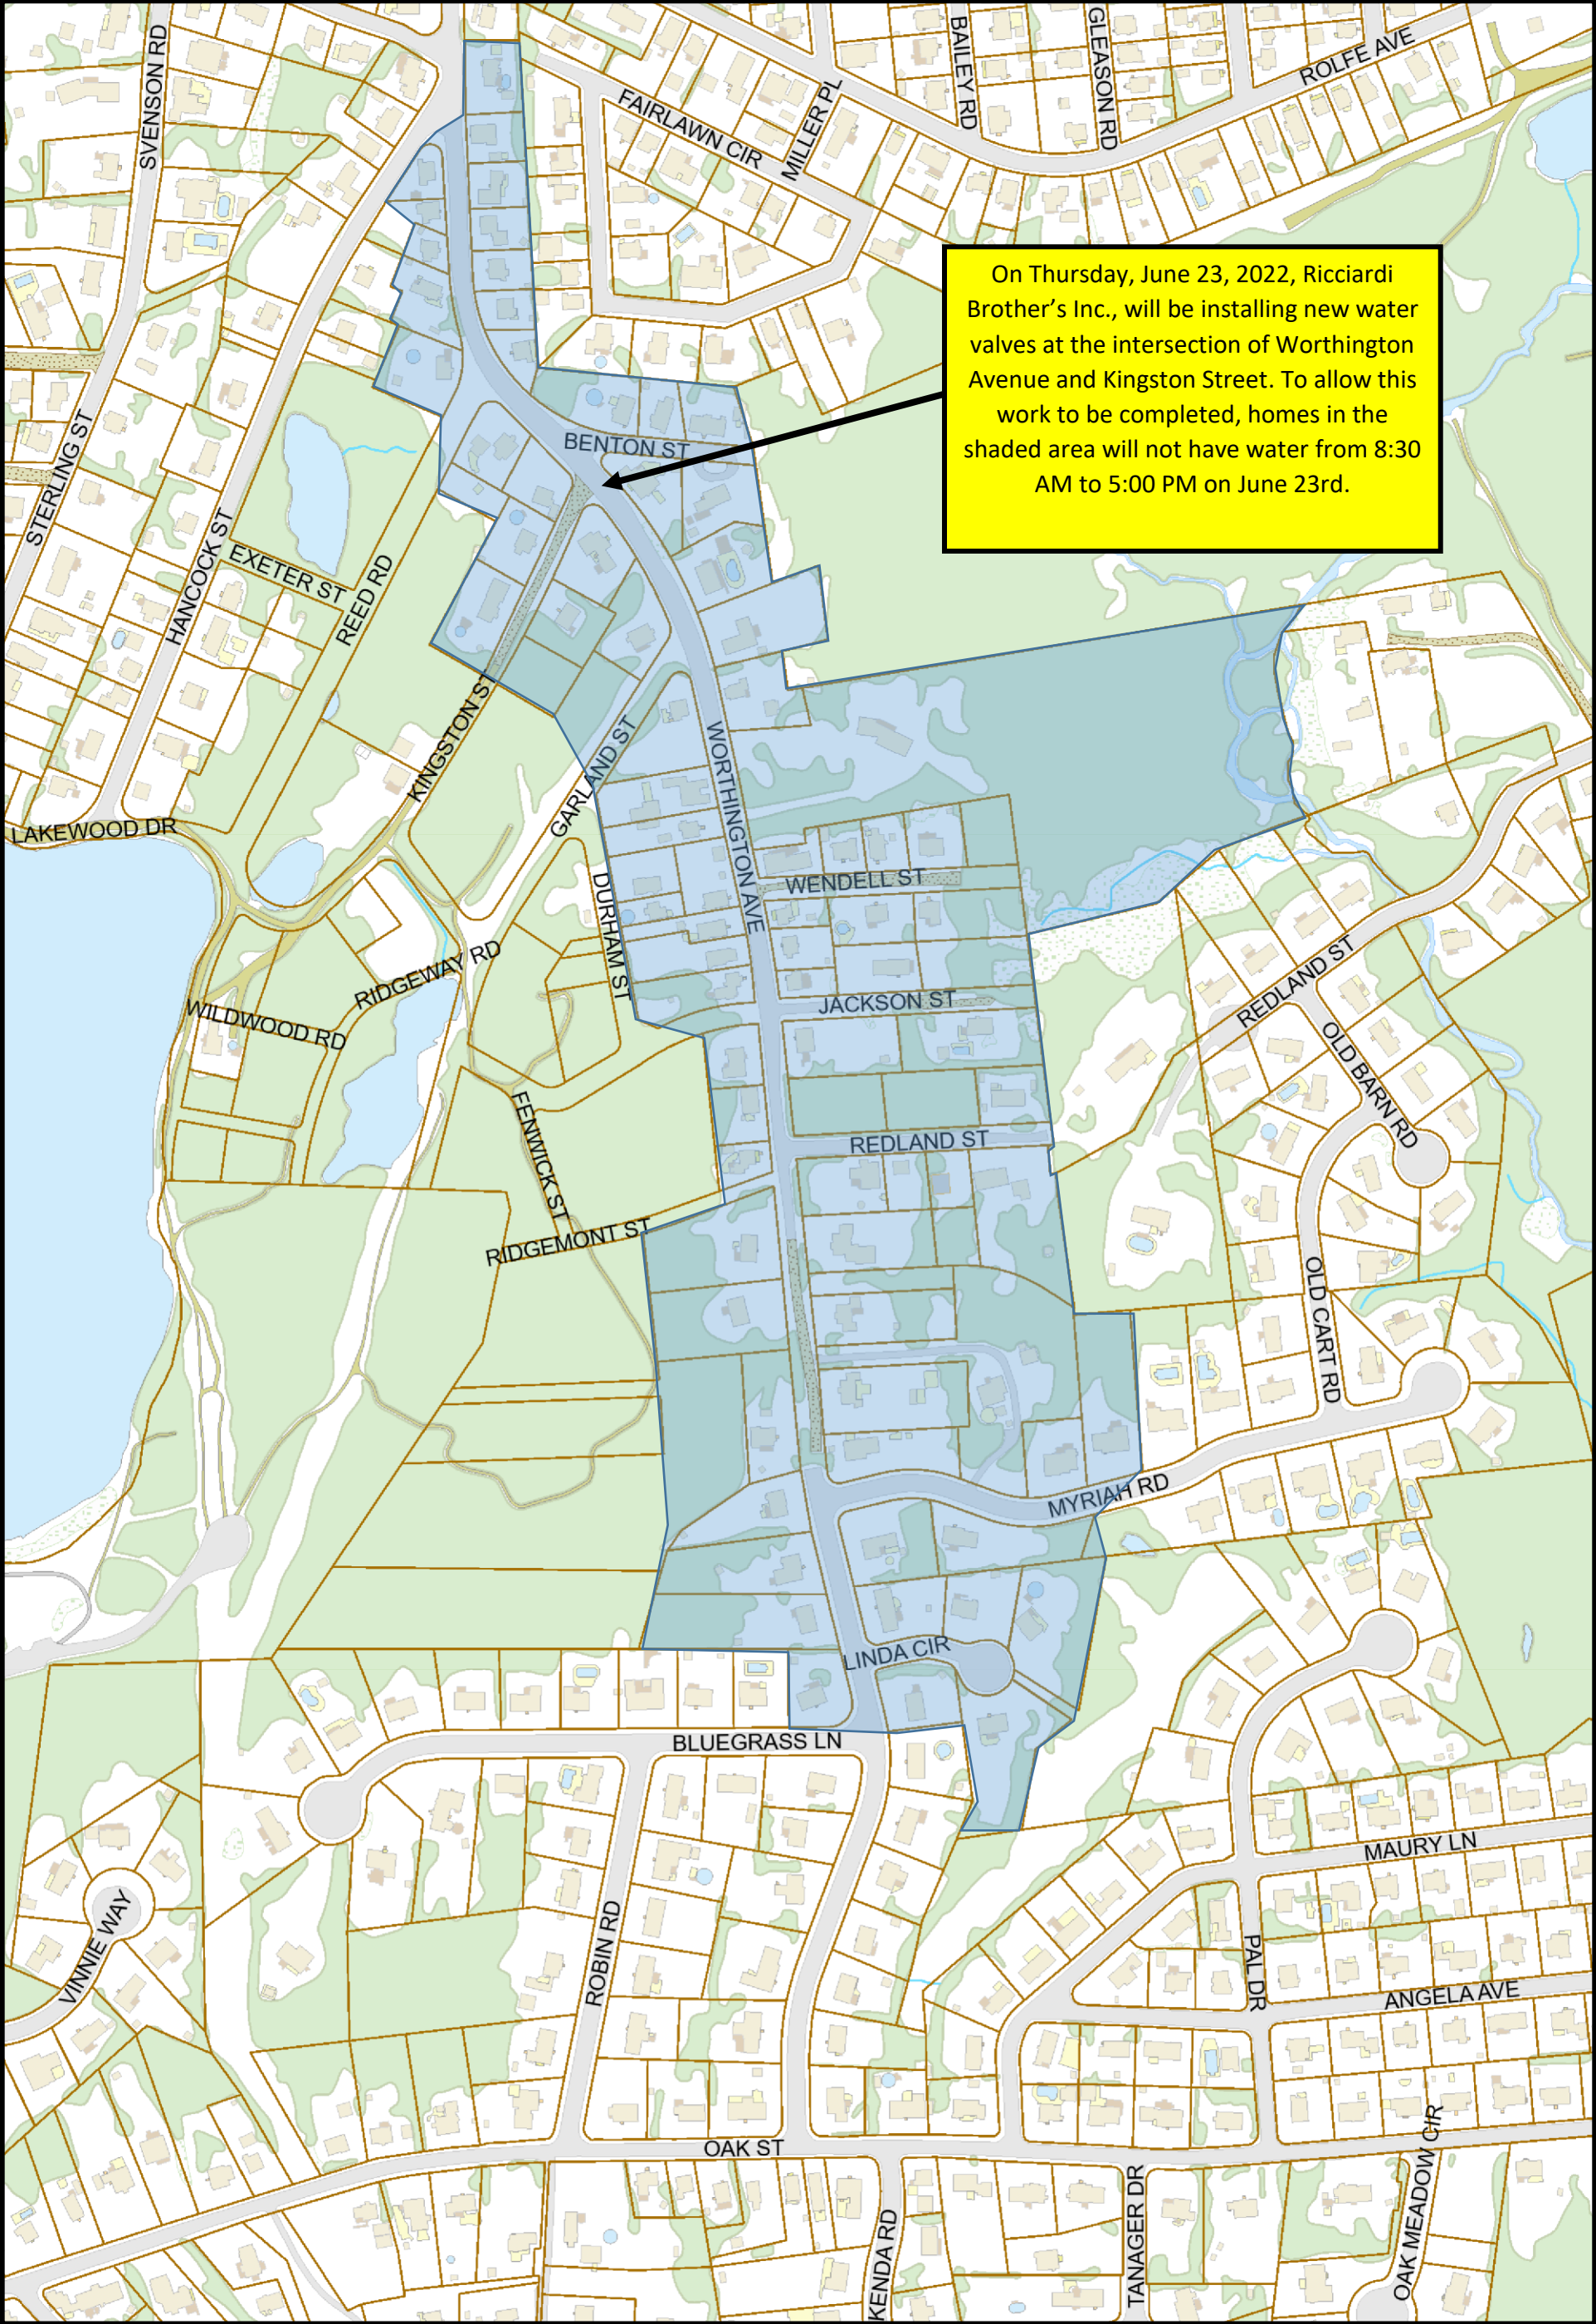 SVENSON RD
BAILEY RD
GLEASON RD
ROLFE AVE
FAIRLAWN CIR
MILLER PL
On Thursday, June 23, 2022, Ricciardi
Brother's Inc., will be installing new water
valves at the intersection of Worthington
Avenue and Kingston Street. To allow this
work to be completed, homes in the
shaded area will not have water from 8:30
AM to 5:00 PM on June 23rd.
STERLING ST
BENTON ST
HANCOCK ST
EXETER ST
REED RD
KINGSTON ST
GARLAND ST
WORTHINGTON AVE
LAKEWOOD DR
WENDELL ST
DURHAM ST
RIDGEWAY RD
WILDWOOD RD
JACKSON ST
REDLAND ST
OLD BARN RD
FENWICK ST
REDLAND ST
RIDGEMONT ST
OLD CART RD
MYRIAH RD
LINDA CIR
BLUEGRASS LN
MAURY LN
VINNIE WAY
ROBIN RD
PAL DR
ANGELA AVE
OAK ST
KENDA RD
TANAGER DR
OAK MEADOW CIR